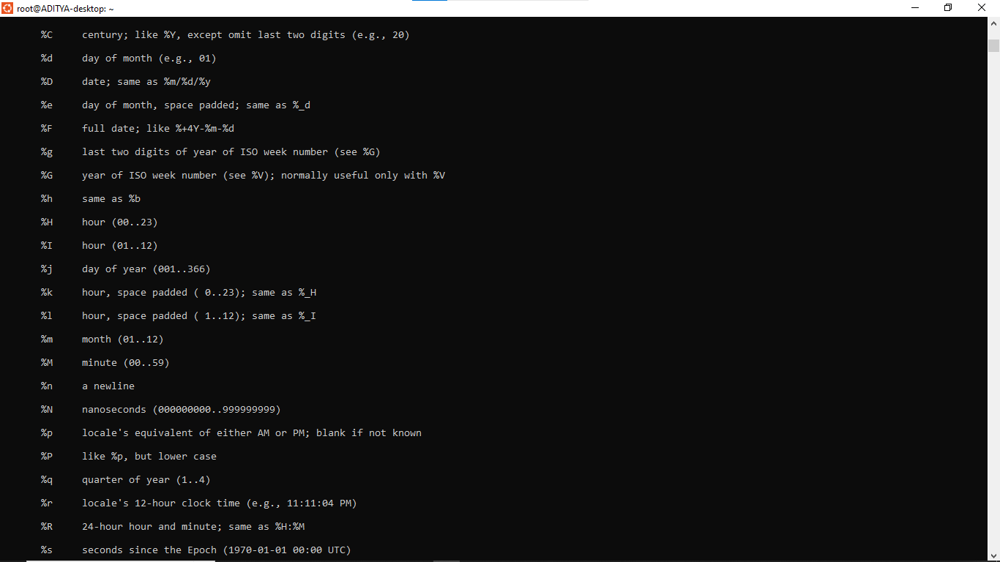 root@ADITYA-desktop: ~
%C century; like %Y, except omit last two digits (e.g., 20)
%d day of month (e.g., 01)
%D date; same as %m/%d/%y
%e day of month, space padded; same as %_d
%F full date; like %+4Y-%m-%d
%g last two digits of year of ISO week number (see %G)
%G year of ISO week number (see %V); normally useful only with %V
%h same as %b
%H hour (00..23)
%I hour (01..12)
%j day of year (001..366)
%k hour, space padded ( 0..23); same as %_H
%l hour, space padded ( 1..12); same as %_I
%m month (01..12)
%M minute (00..59)
%n a newline
%N nanoseconds (000000000..999999999)
%p locale's equivalent of either AM or PM; blank if not known
%P like %p, but lower case
%q quarter of year (1..4)
%r locale's 12-hour clock time (e.g., 11:11:04 PM)
%R 24-hour hour and minute; same as %H:%M
%s seconds since the Epoch (1970-01-01 00:00 UTC)